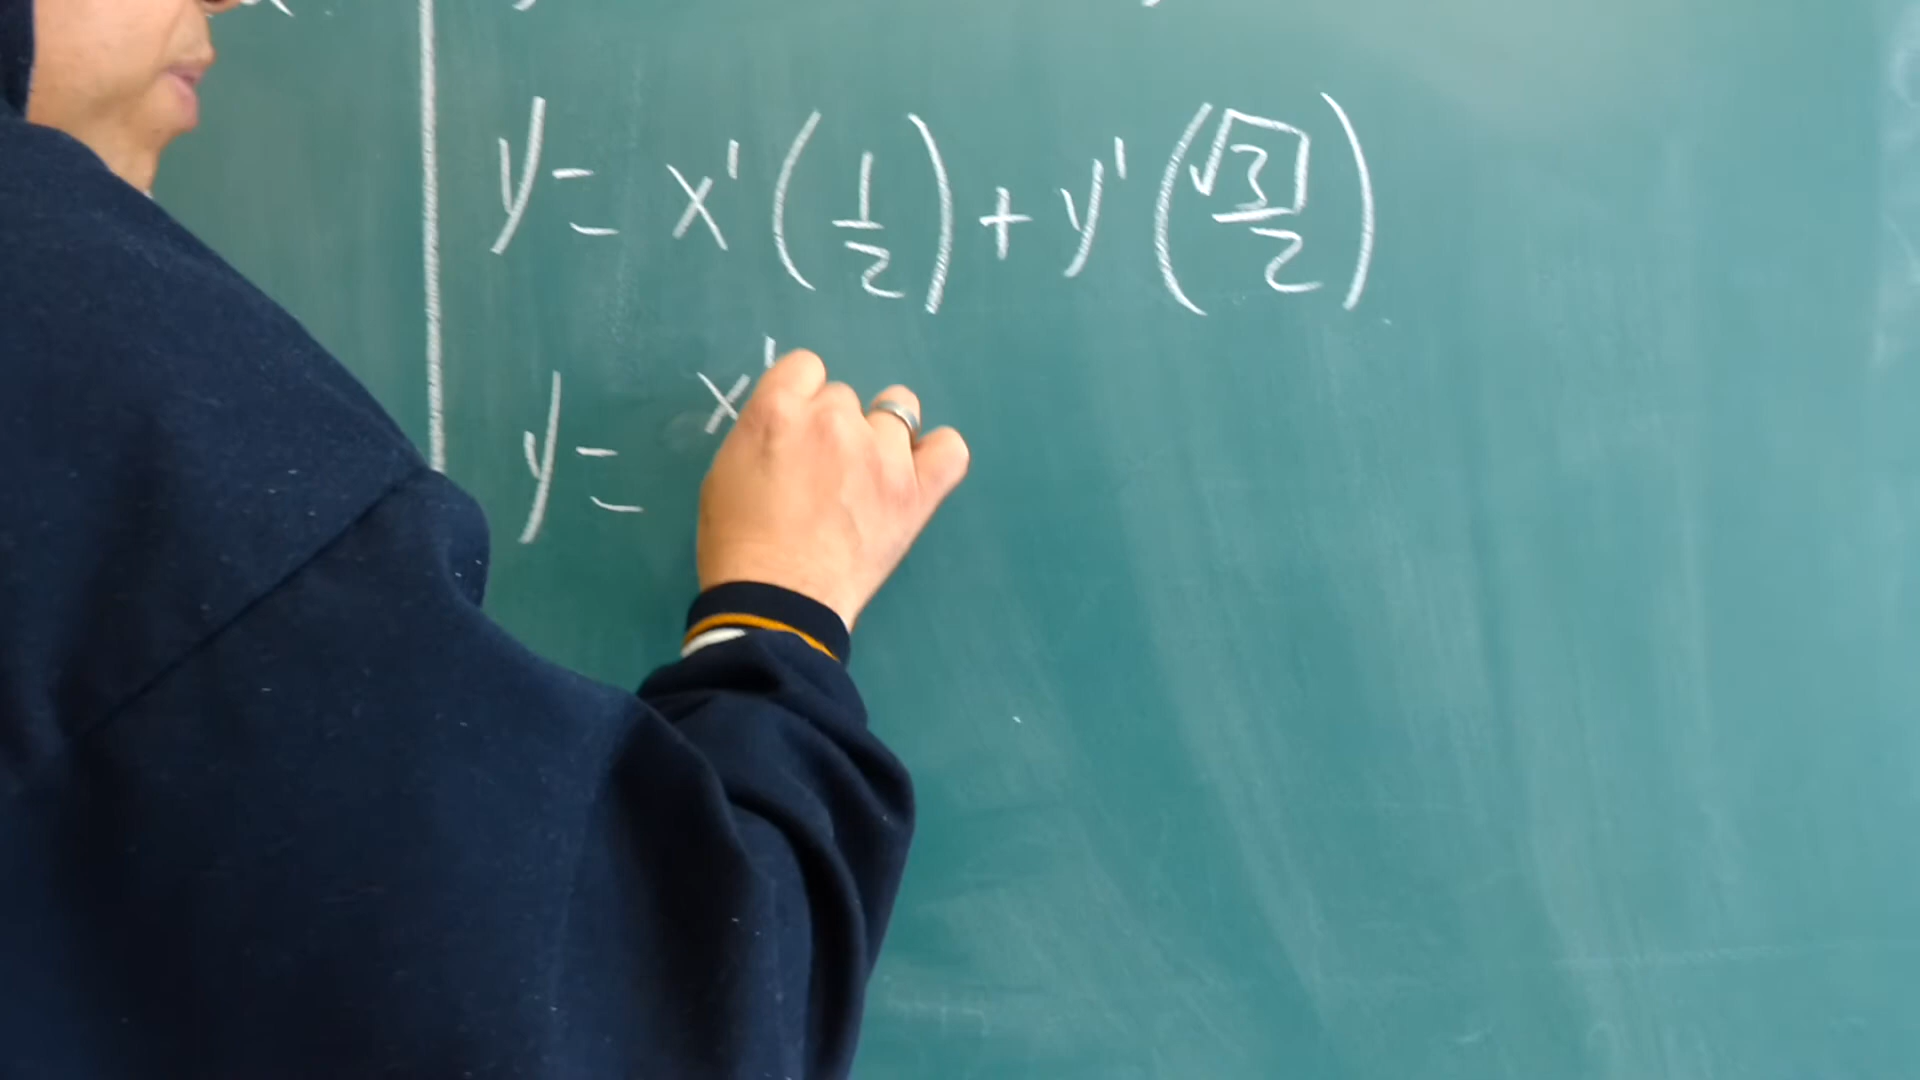 y = x' (1/2) + y' (√3/2)
y = x'